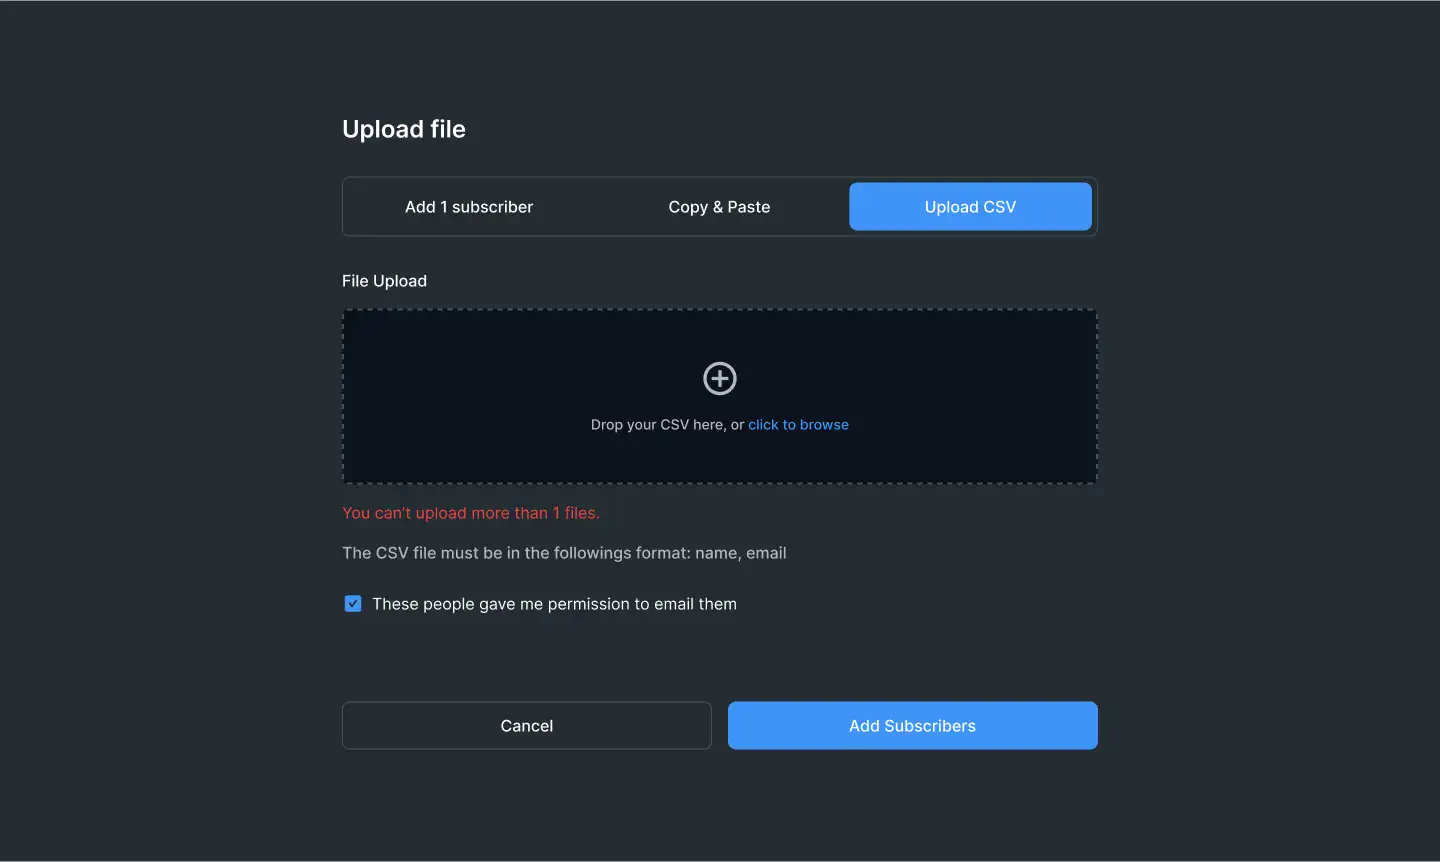 Upload file
Add 1 subscriber Copy & Paste Upload CSV
File Upload
Drop your CSV here, or click to browse
You can't upload more than 1 files.
The CSV file must be in the followings format: name, email
These people gave me permission to email them
Cancel Add Subscribers